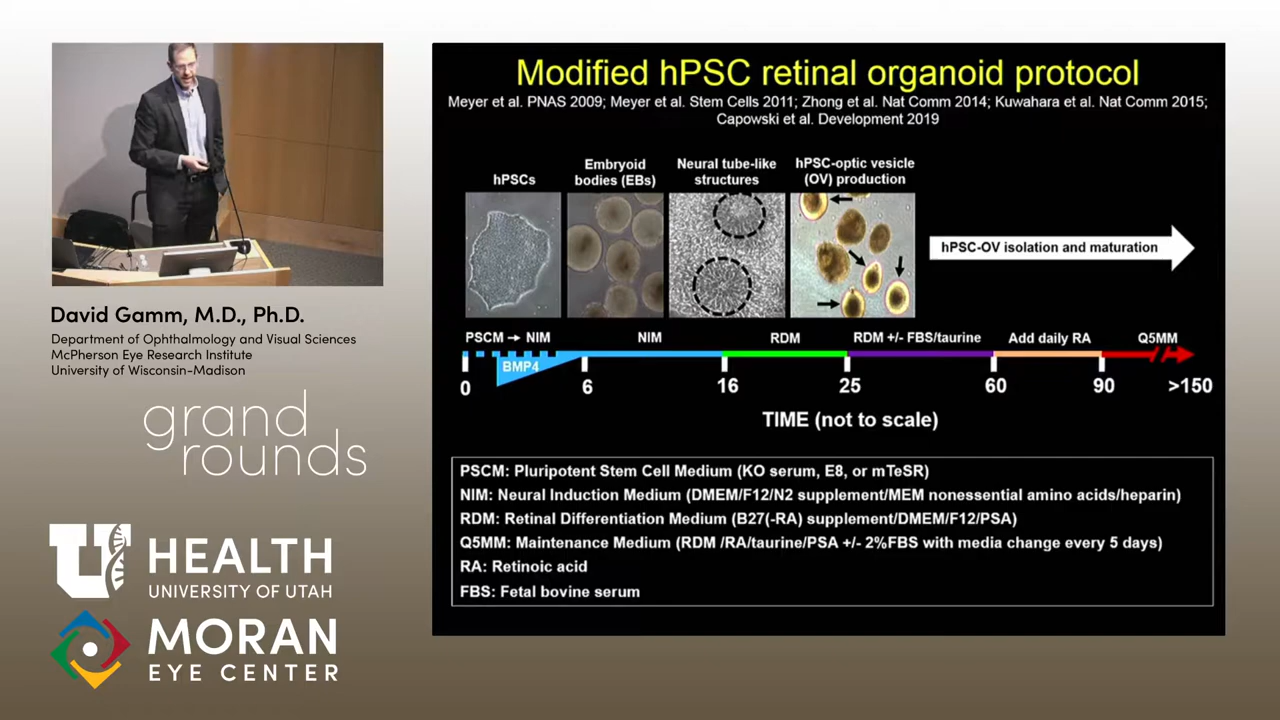 David Gamm, M.D., Ph.D.
Department of Ophthalmology and Visual Sciences
McPherson Eye Research Institute
University of Wisconsin-Madison
grand
rounds
U
HEALTH
UNIVERSITY OF UTAH
MORAN
EYE CENTER
Modified hPSC retinal organoid protocol
Meyer et al. PNAS 2009; Meyer et al. Stem Cells 2011; Zhong et al. Nat Comm 2014; Kuwahara et al. Nat Comm 2015;
Capowski et al. Development 2019
hPSCs
Embryoid
bodies (EBs)
Neural tube-like
structures
hPSC-optic vesicle
(OV) production
hPSC-OV isolation and maturation
PSCM → NIM NIM RDM RDM +/- FBS/taurine Add daily RA Q5MM
BMP4
0 6 16 25 60 90 >150
TIME (not to scale)
PSCM: Pluripotent Stem Cell Medium (KO serum, E8, or mTeSR)
NIM: Neural Induction Medium (DMEM/F12/N2 supplement/MEM nonessential amino acids/heparin)
RDM: Retinal Differentiation Medium (B27(-RA) supplement/DMEM/F12/PSA)
Q5MM: Maintenance Medium (RDM /RA/taurine/PSA +/- 2%FBS with media change every 5 days)
RA: Retinoic acid
FBS: Fetal bovine serum